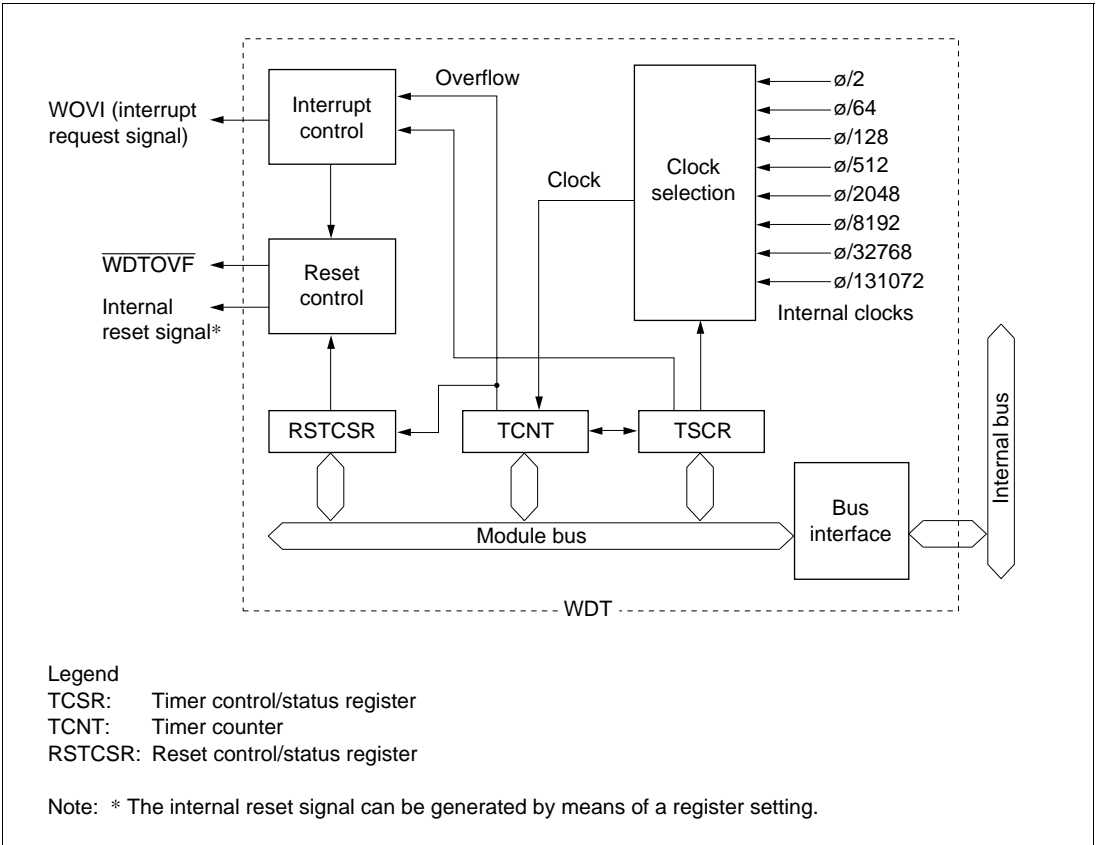 Overflow
WOVI (interrupt
request signal)
Interrupt
control
ø/2
ø/64
ø/128
ø/512
ø/2048
ø/8192
ø/32768
ø/131072
Internal clocks
Clock
selection
Clock
WDTOVF
Internal
reset signal*
Reset
control
RSTCSR
TCNT
TSCR
Internal bus
Bus
interface
Module bus
WDT
Legend
TCSR: Timer control/status register
TCNT: Timer counter
RSTCSR: Reset control/status register
Note: * The internal reset signal can be generated by means of a register setting.